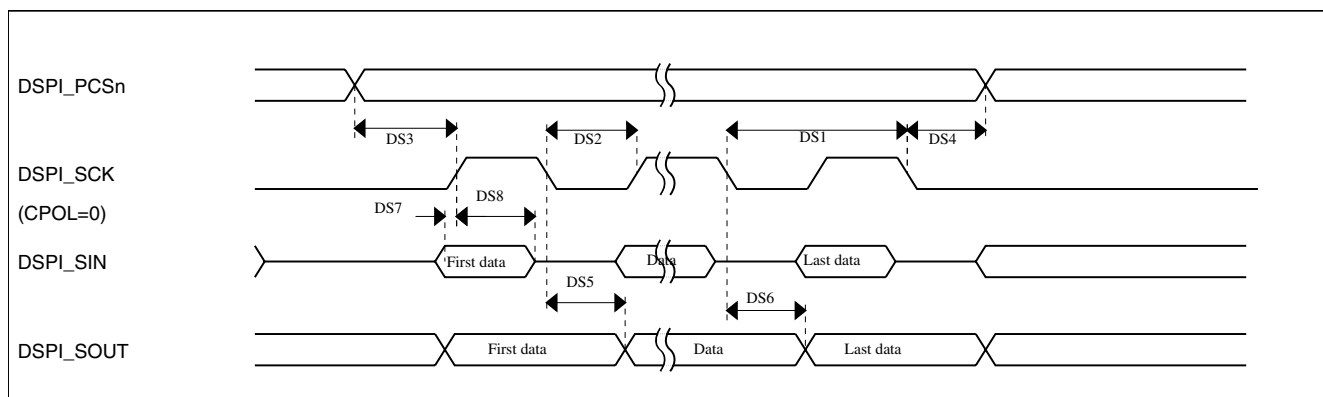 DSPI_PCSn
DS3
DS2
DS1
DS4
DSPI_SCK
(CPOL=0)
DS7
DS8
DSPI_SIN
First data
Data
Last data
DS5
DS6
DSPI_SOUT
First data
Data
Last data